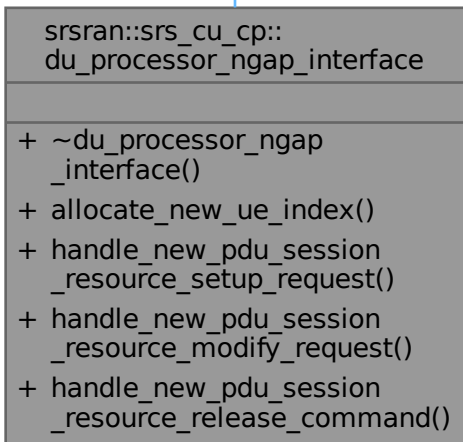 srsran::srs_cu_cp::
du_processor_ngap_interface
+ ~du_processor_ngap
_interface()
+ allocate_new_ue_index()
+ handle_new_pdu_session
_resource_setup_request()
+ handle_new_pdu_session
_resource_modify_request()
+ handle_new_pdu_session
_resource_release_command()